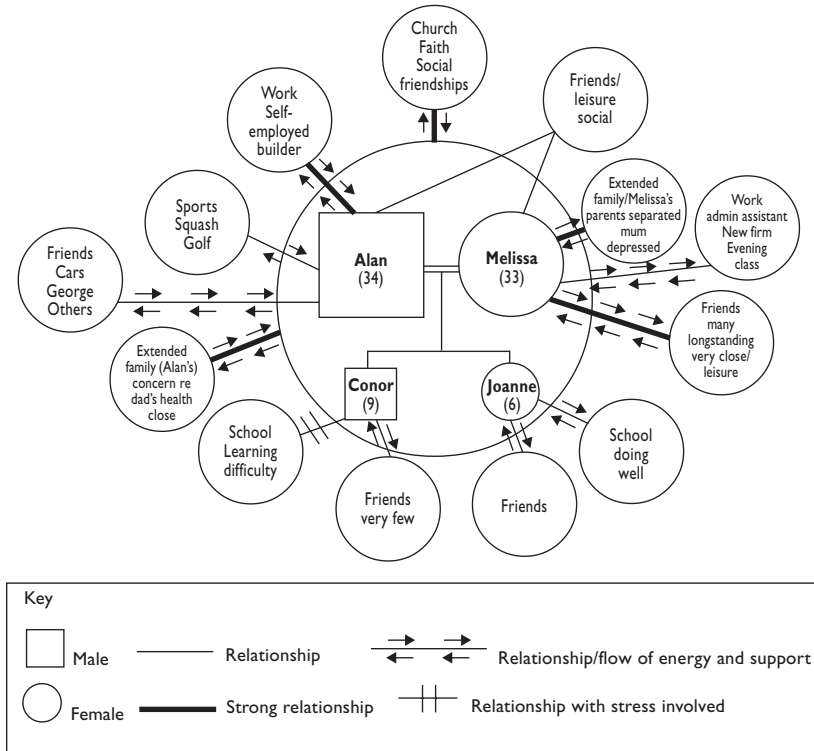 Church
Faith
Social
friendships
Friends/
leisure
social
Work
Self-
employed
builder
Sports
Squash
Golf
Extended
family/Melissa's
parents separated
mum
depressed
Work
admin assistant
New firm
Evening
class
Friends
Cars
George
Others
Alan
(34)
Melissa
(33)
Friends
many
longstanding
very close/
leisure
Extended
family (Alan's)
concern re
dad's health
close
Conor
(9)
Joanne
(6)
School
Learning
difficulty
School
doing
well
Friends
very few
Friends
Key
Male
Relationship
Relationship/flow of energy and support
Female
Strong relationship
Relationship with stress involved